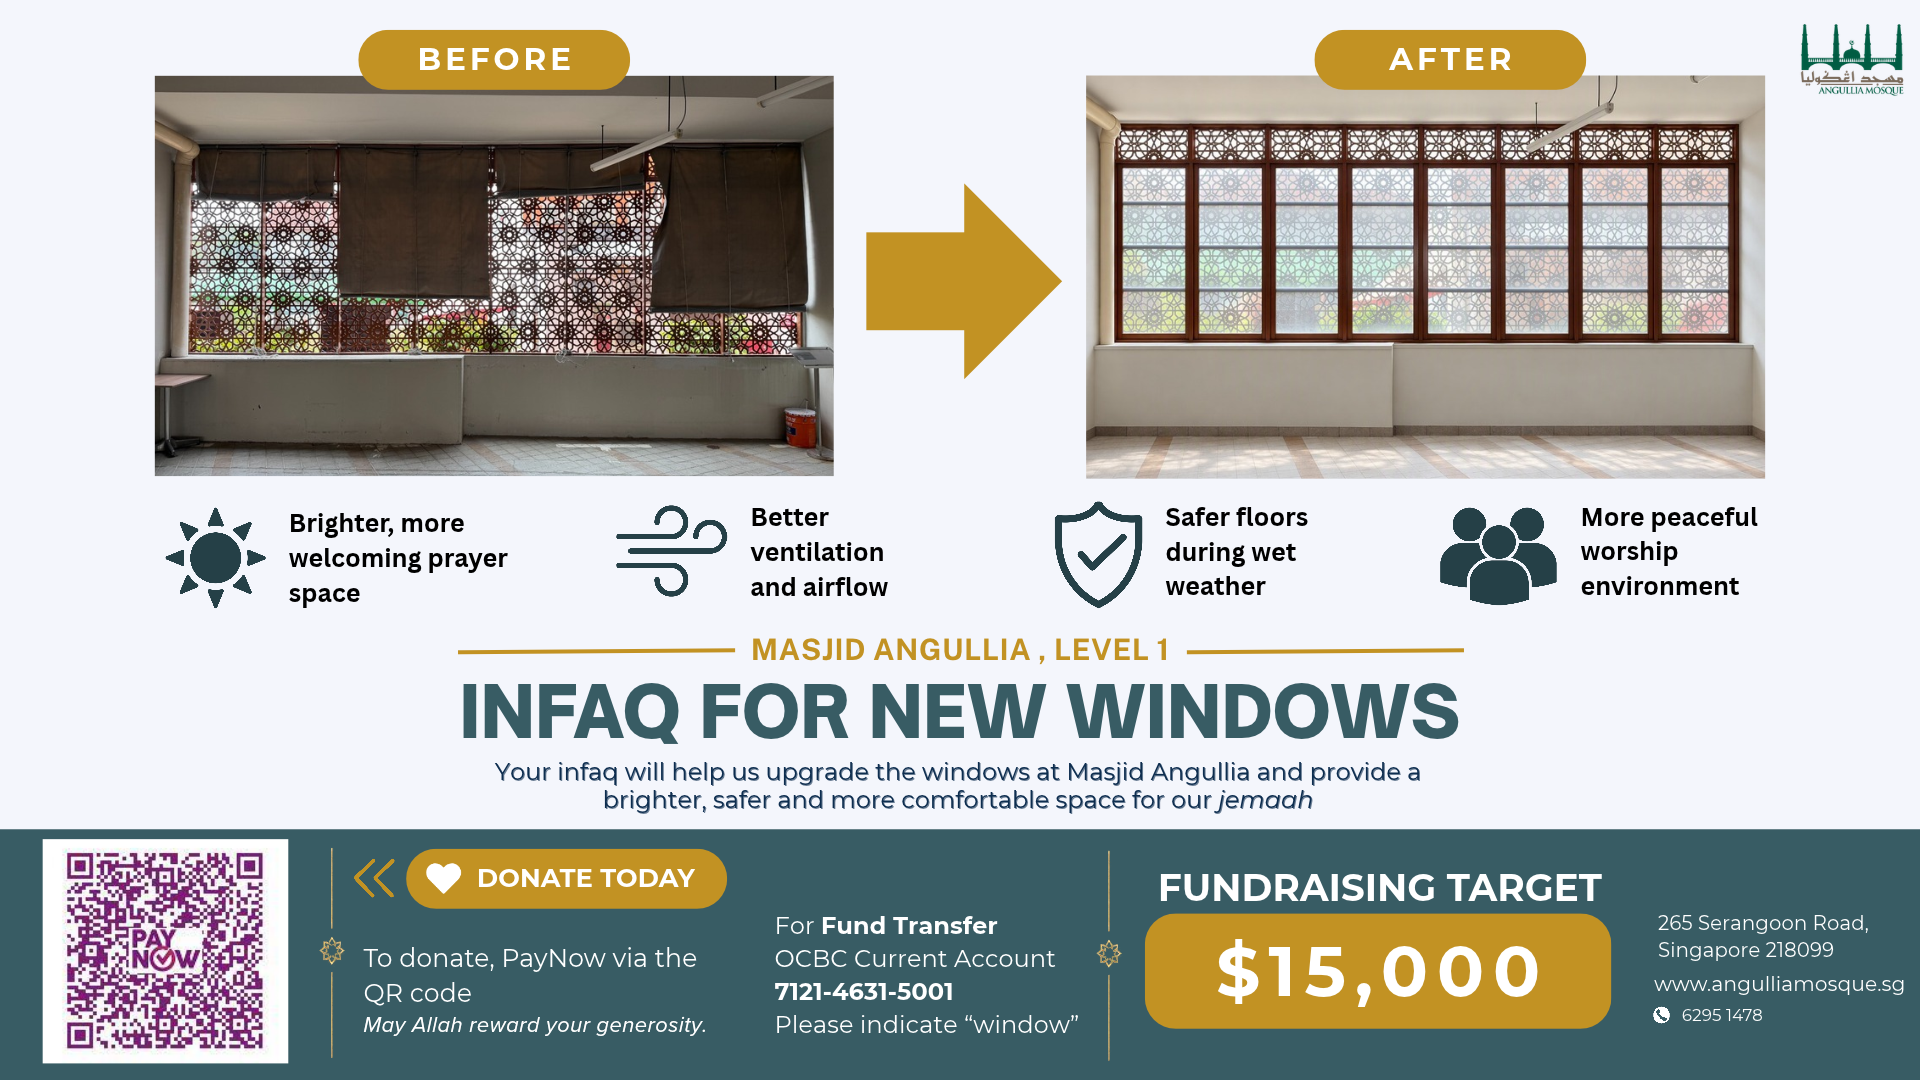 BEFORE
AFTER
مسجد اڠݢوليا
ANGULLIA MOSQUE
Brighter, more
welcoming prayer
space
Better
ventilation
and airflow
Safer floors
during wet
weather
More peaceful
worship
environment
MASJID ANGULLIA , LEVEL 1
INFAQ FOR NEW WINDOWS
Your infaq will help us upgrade the windows at Masjid Angullia and provide a
brighter, safer and more comfortable space for our jemaah
PAY
NOW
DONATE TODAY
To donate, PayNow via the
QR code
May Allah reward your generosity.
For Fund Transfer
OCBC Current Account
7121-4631-5001
Please indicate “window”
FUNDRAISING TARGET
$15,000
265 Serangoon Road,
Singapore 218099
www.angulliamosque.sg
6295 1478